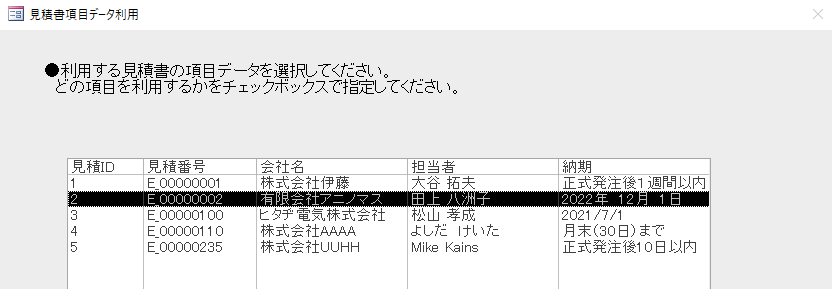 見積書項目データ利用
●利用する見積書の項目データを選択してください。
どの項目を利用するかをチェックボックスで指定してください。
見積ID 見積番号 会社名 担当者 納期
1 E_00000001 株式会社伊藤 大谷 拓夫 正式発注後1週間以内
2 E_00000002 有限会社アニノマス 田上 八洲子 2022年 12月 1日
3 E_00000100 ヒタヂ電気株式会社 松山 孝成 2021/7/1
4 E_00000110 株式会社AAAA よしだ けいた 月末(30日)まで
5 E_00000235 株式会社UUHH Mike Kains 正式発注後10日以内